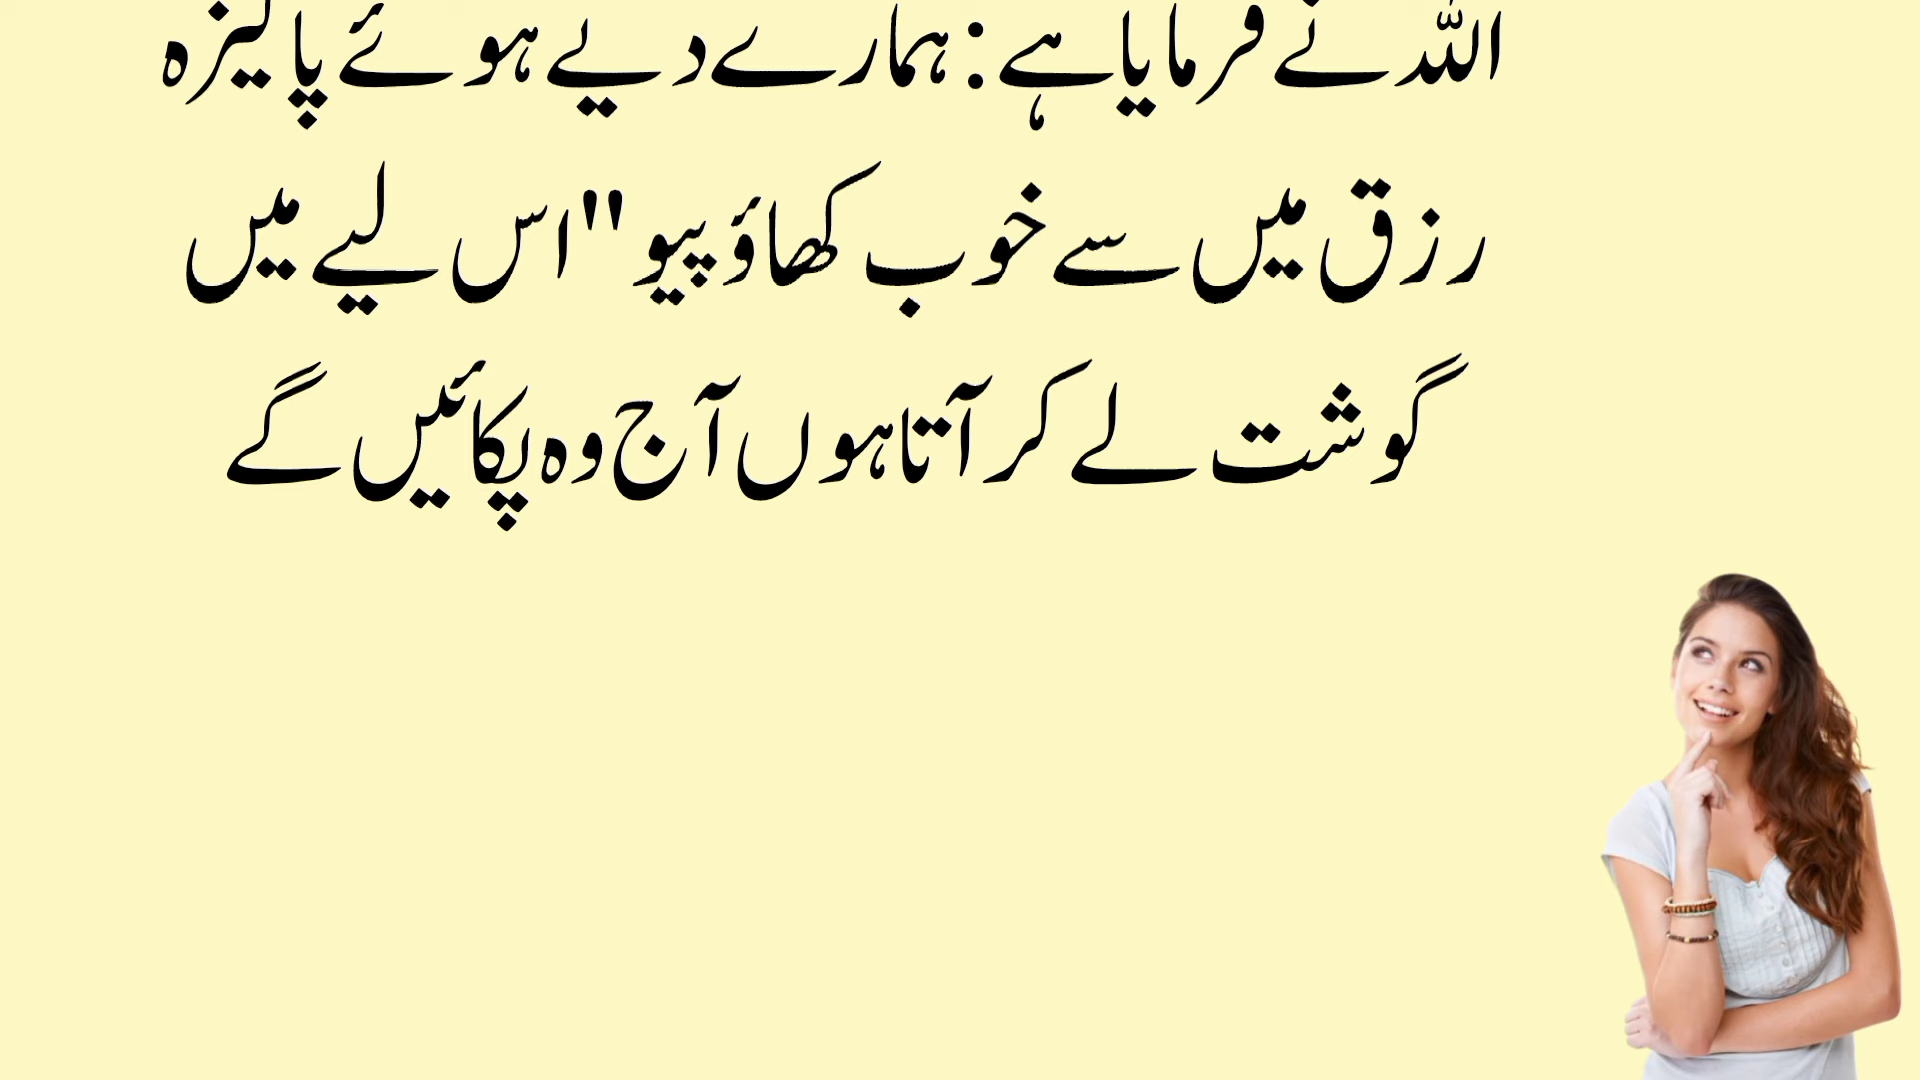 اللہ نے فرمایا ہے : ہمارے دیے ہوئے پاکیزہ
رزق میں سے خوب کھاؤ پیو "اس لیے میں
گوشت لے کر آتا ہوں آج وہ پکائیں گے